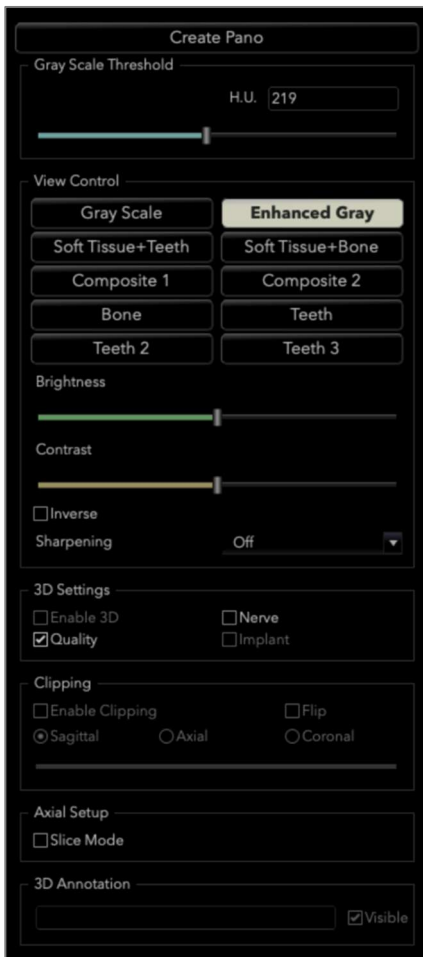 Create Pano
Gray Scale Threshold
H.U. 219
View Control
Gray Scale Enhanced Gray
Soft Tissue+Teeth Soft Tissue+Bone
Composite 1 Composite 2
Bone Teeth
Teeth 2 Teeth 3
Brightness
Contrast
Inverse
Sharpening Off
3D Settings
Enable 3D Nerve
Quality Implant
Clipping
Enable Clipping Flip
Sagittal Axial Coronal
Axial Setup
Slice Mode
3D Annotation
Visible